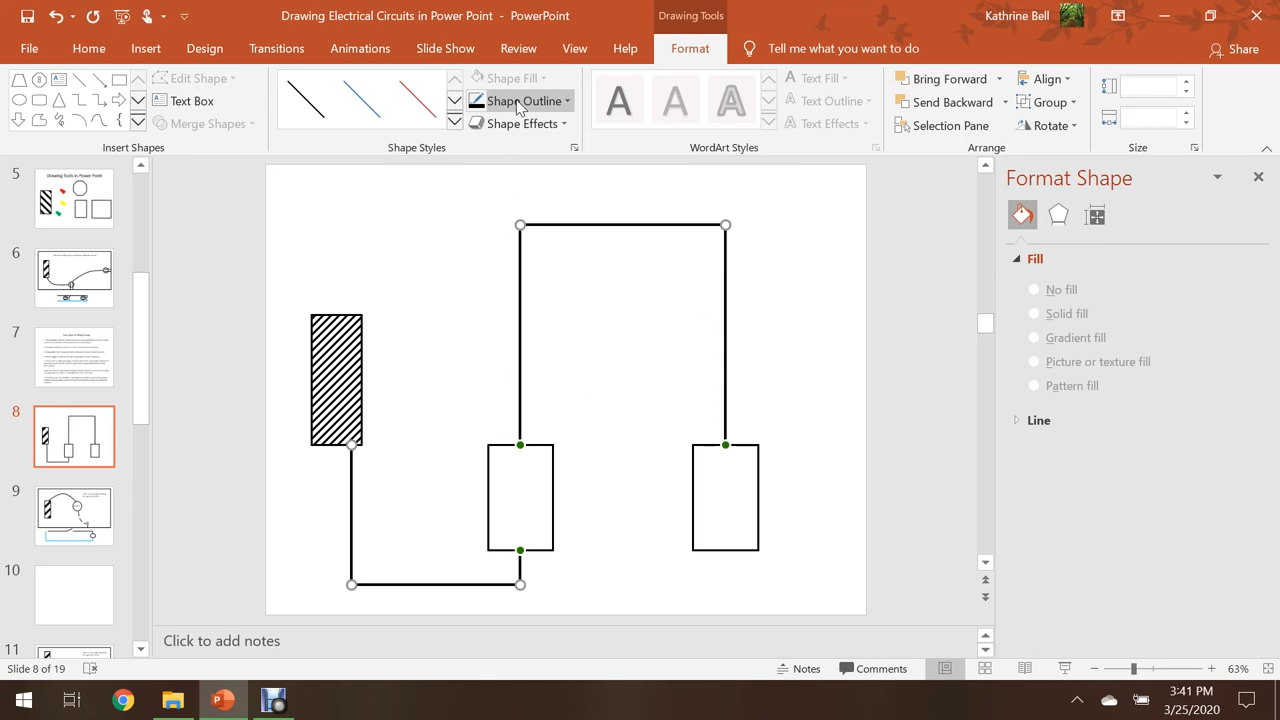 Drawing Electrical Circuits in Power Point - PowerPoint
Drawing Tools
Kathrine Bell
File Home Insert Design Transitions Animations Slide Show Review View Help Format Tell me what you want to do Share
Edit Shape
Text Box
Merge Shapes
Insert Shapes
Shape Fill
Shape Outline
Shape Effects
Shape Styles
A A A
Text Fill
Text Outline
Text Effects
WordArt Styles
Bring Forward
Send Backward
Selection Pane
Align
Group
Rotate
Arrange
Size
5
Drawing Tools in Power Point
6
7
8
9
10
11
Format Shape
Fill
No fill
Solid fill
Gradient fill
Picture or texture fill
Pattern fill
Line
Click to add notes
Slide 8 of 19
Notes
Comments
63%
3:41 PM
3/25/2020